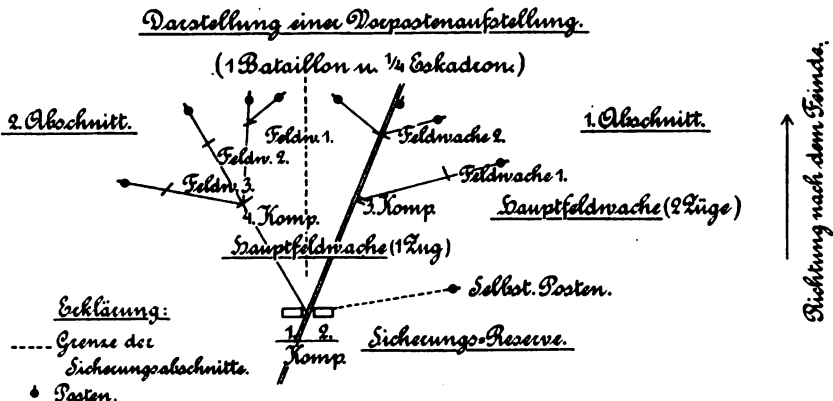 Darstellung einer Vorpostenaufstellung.
(1 Bataillon u. 1/4 Eskadron.)
2. Abschnitt.
1. Abschnitt.
Feldw. 1.
Feldw. 2.
Feldw. 3.
4. Komp.
Hauptfeldwache (1 Zug)
Feldwache 2.
Feldwache 1.
3. Komp.
Hauptfeldwache (2 Züge)
Richtung nach dem Feinde.
Selbst. Posten.
1. 2.
Komp.
Sicherungs=Reserve.
Erklärung:
Grenze der
Sicherungsabschnitte.
Posten.